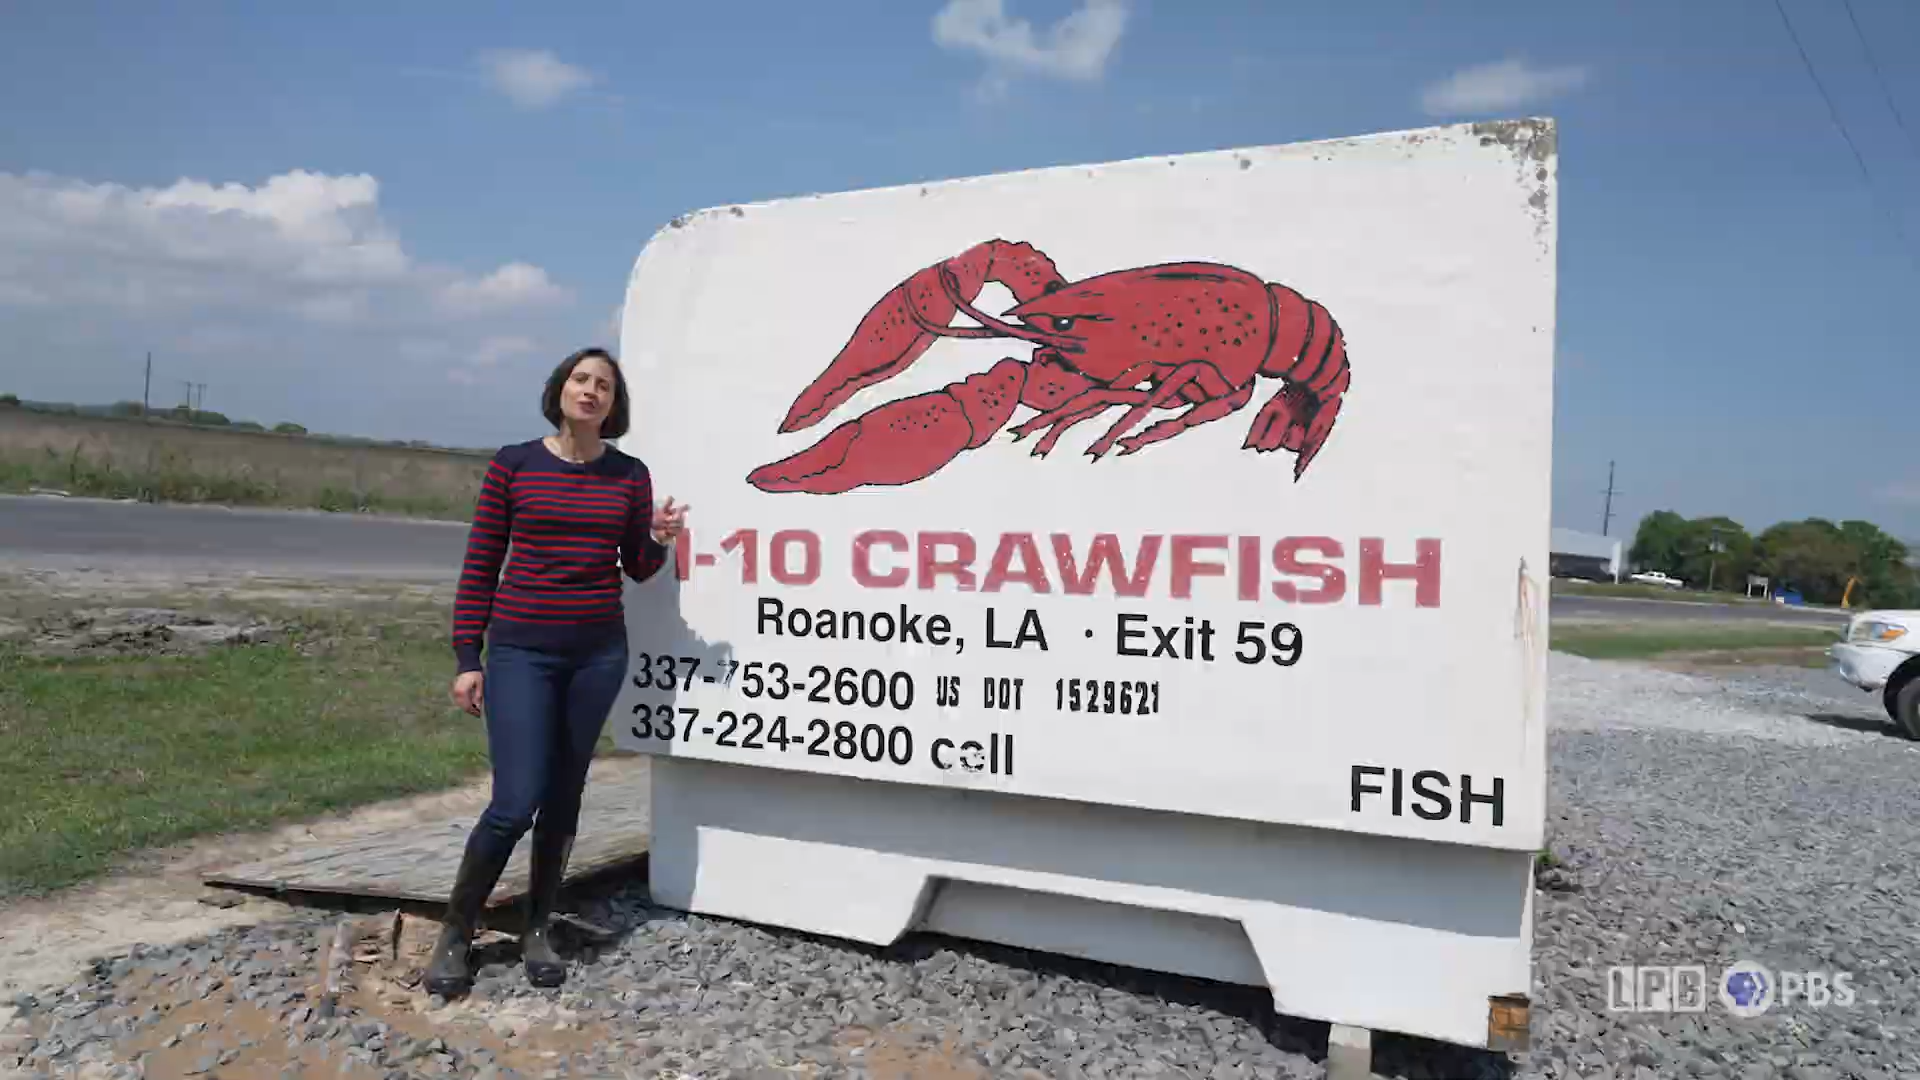 I-10 CRAWFISH
Roanoke, LA · Exit 59
337-753-2600 US DOT 1529621
337-224-2800 cell
FISH
LPB PBS